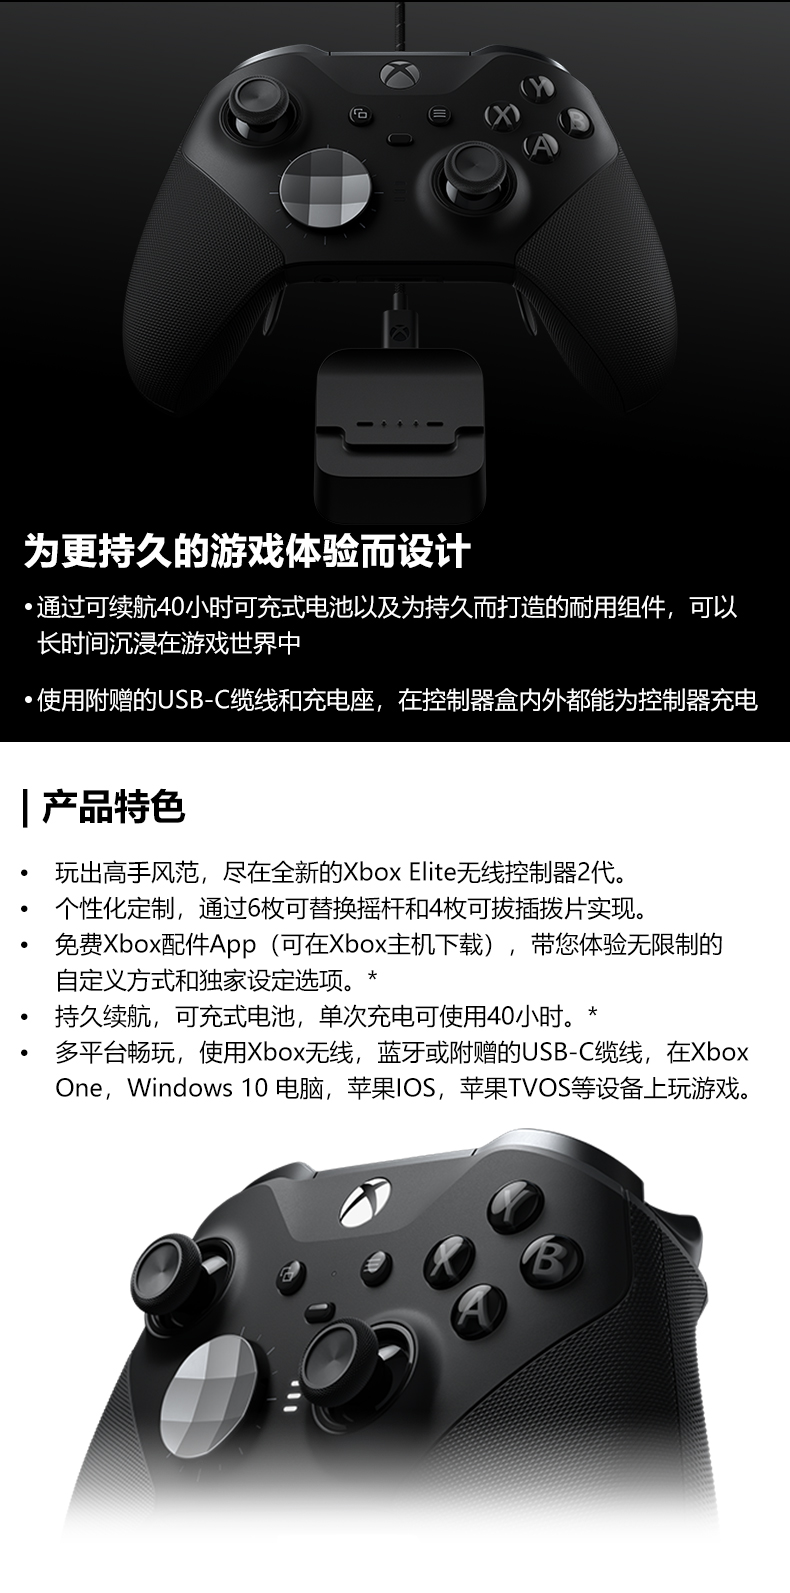 Y
X
B
A
为更持久的游戏体验而设计
•通过可续航40小时可充式电池以及为持久而打造的耐用组件，可以
长时间沉浸在游戏世界中
•使用附赠的USB-C缆线和充电座，在控制器盒内外都能为控制器充电
产品特色
• 玩出高手风范，尽在全新的Xbox Elite无线控制器2代。
• 个性化定制，通过6枚可替换摇杆和4枚可拔插拨片实现。
• 免费Xbox配件App（可在Xbox主机下载），带您体验无限制的
自定义方式和独家设定选项。*
• 持久续航，可充式电池，单次充电可使用40小时。*
• 多平台畅玩，使用Xbox无线，蓝牙或附赠的USB-C缆线，在Xbox
One，Windows 10 电脑，苹果IOS，苹果TVOS等设备上玩游戏。
Y
X
B
A